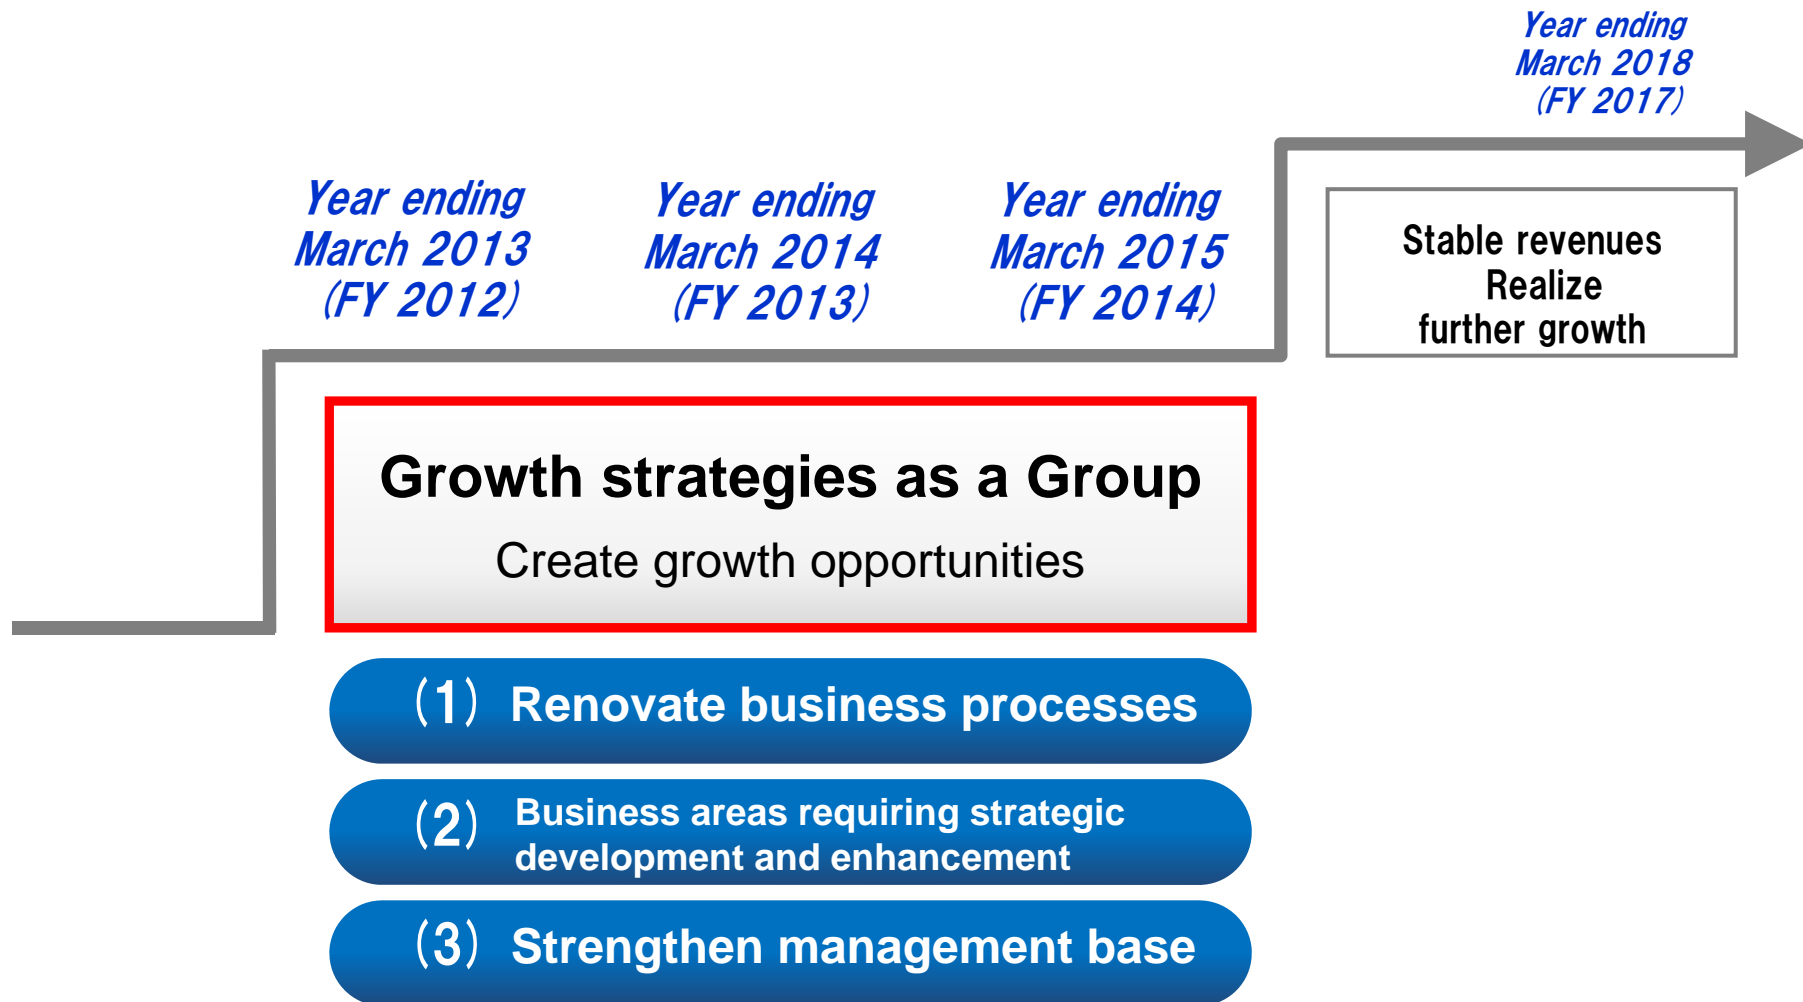 Year ending
March 2018
(FY 2017)
Year ending
March 2013
(FY 2012)
Year ending
March 2014
(FY 2013)
Year ending
March 2015
(FY 2014)
Stable revenues
Realize
further growth
Growth strategies as a Group
Create growth opportunities
(1) Renovate business processes
(2) Business areas requiring strategic
development and enhancement
(3) Strengthen management base